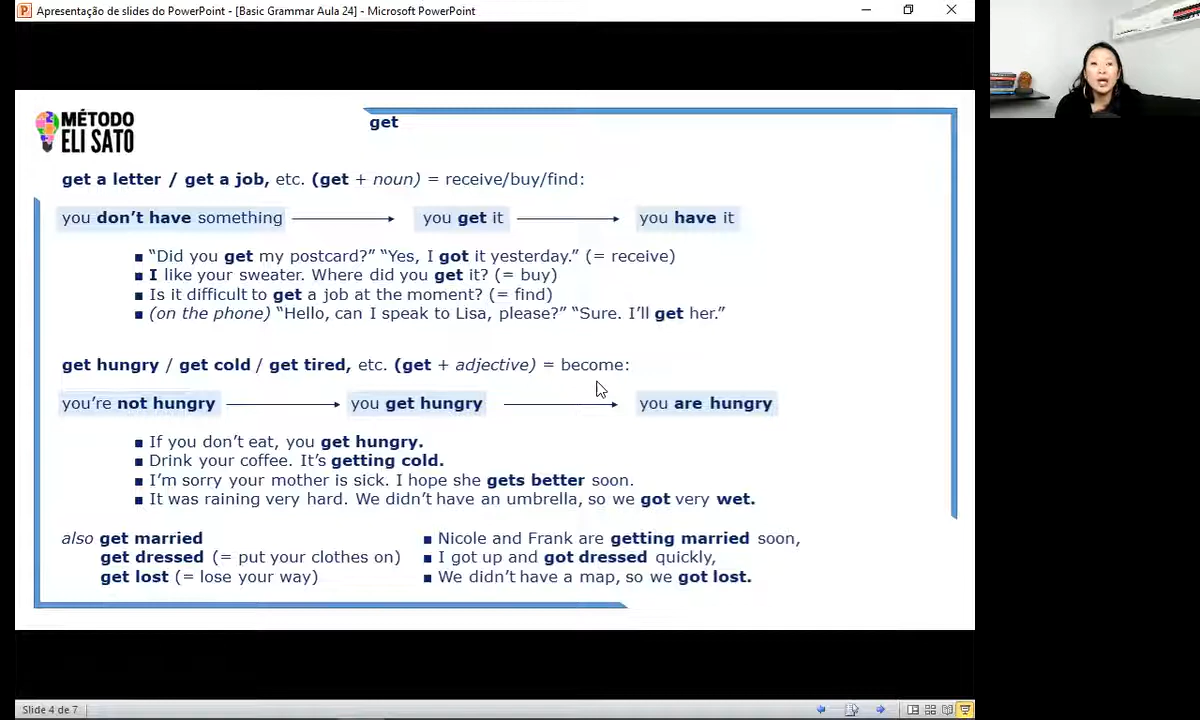 Apresentação de slides do PowerPoint - [Basic Grammar Aula 24] - Microsoft PowerPoint
MÉTODO
ELI SATO
get
get a letter / get a job, etc. (get + noun) = receive/buy/find:
you don't have something you get it you have it
■ “Did you get my postcard?” “Yes, I got it yesterday.” (= receive)
■ I like your sweater. Where did you get it? (= buy)
■ Is it difficult to get a job at the moment? (= find)
■ (on the phone) “Hello, can I speak to Lisa, please?” “Sure. I'll get her.”
get hungry / get cold / get tired, etc. (get + adjective) = become:
you're not hungry you get hungry you are hungry
■ If you don't eat, you get hungry.
■ Drink your coffee. It's getting cold.
■ I'm sorry your mother is sick. I hope she gets better soon.
■ It was raining very hard. We didn't have an umbrella, so we got very wet.
also get married ■ Nicole and Frank are getting married soon,
get dressed (= put your clothes on) ■ I got up and got dressed quickly,
get lost (= lose your way) ■ We didn't have a map, so we got lost.
Slide 4 de 7